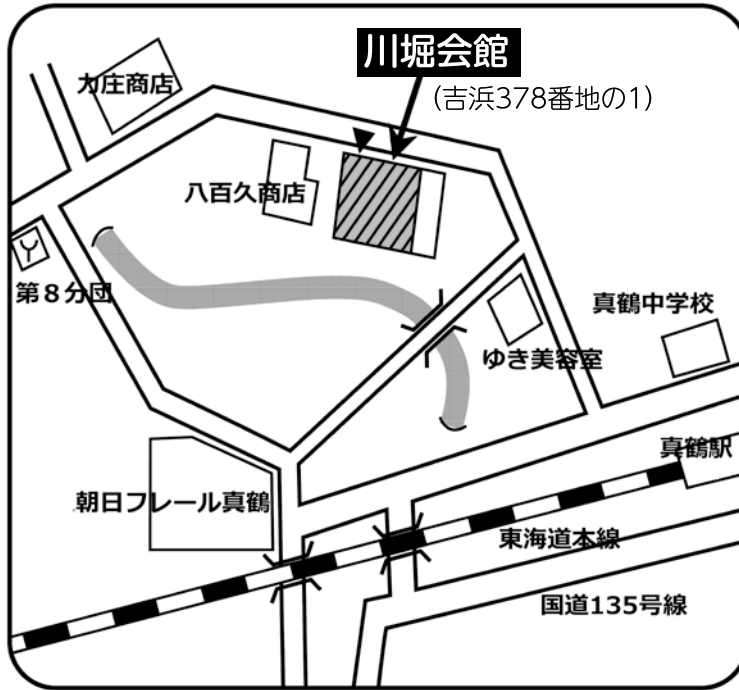 川堀会館
(吉浜378番地の1)
力庄商店
八百久商店
第8分団
真鶴中学校
ゆき美容室
真鶴駅
朝日フレール真鶴
東海道本線
国道135号線